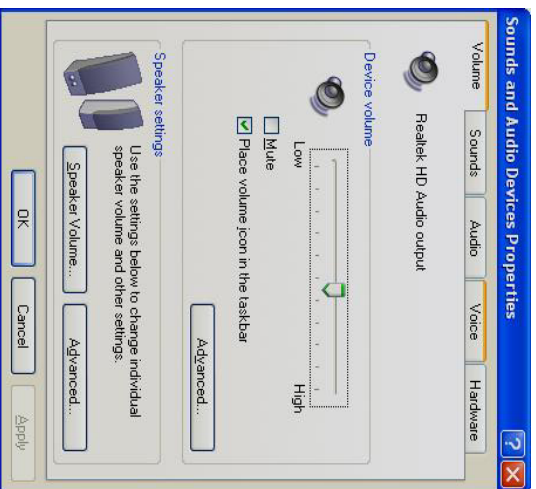 Sounds and Audio Devices Properties
?
Volume Sounds Audio Voice Hardware
Realtek HD Audio output
Device volume
Low High
Mute
Place volume icon in the taskbar
Advanced...
Speaker settings
Use the settings below to change individual
speaker volume and other settings.
Speaker Volume... Advanced...
OK Cancel Apply